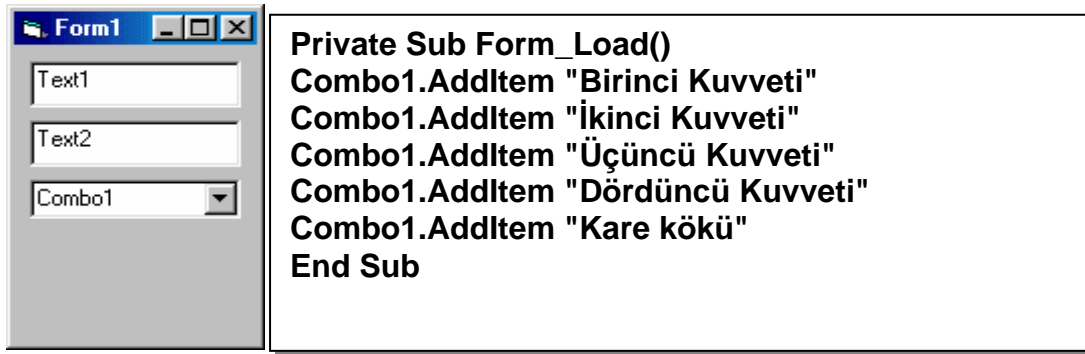 Form1
Text1
Text2
Combo1
Private Sub Form_Load()
Combo1.AddItem "Birinci Kuvveti"
Combo1.AddItem "İkinci Kuvveti"
Combo1.AddItem "Üçüncü Kuvveti"
Combo1.AddItem "Dördüncü Kuvveti"
Combo1.AddItem "Kare kökü"
End Sub